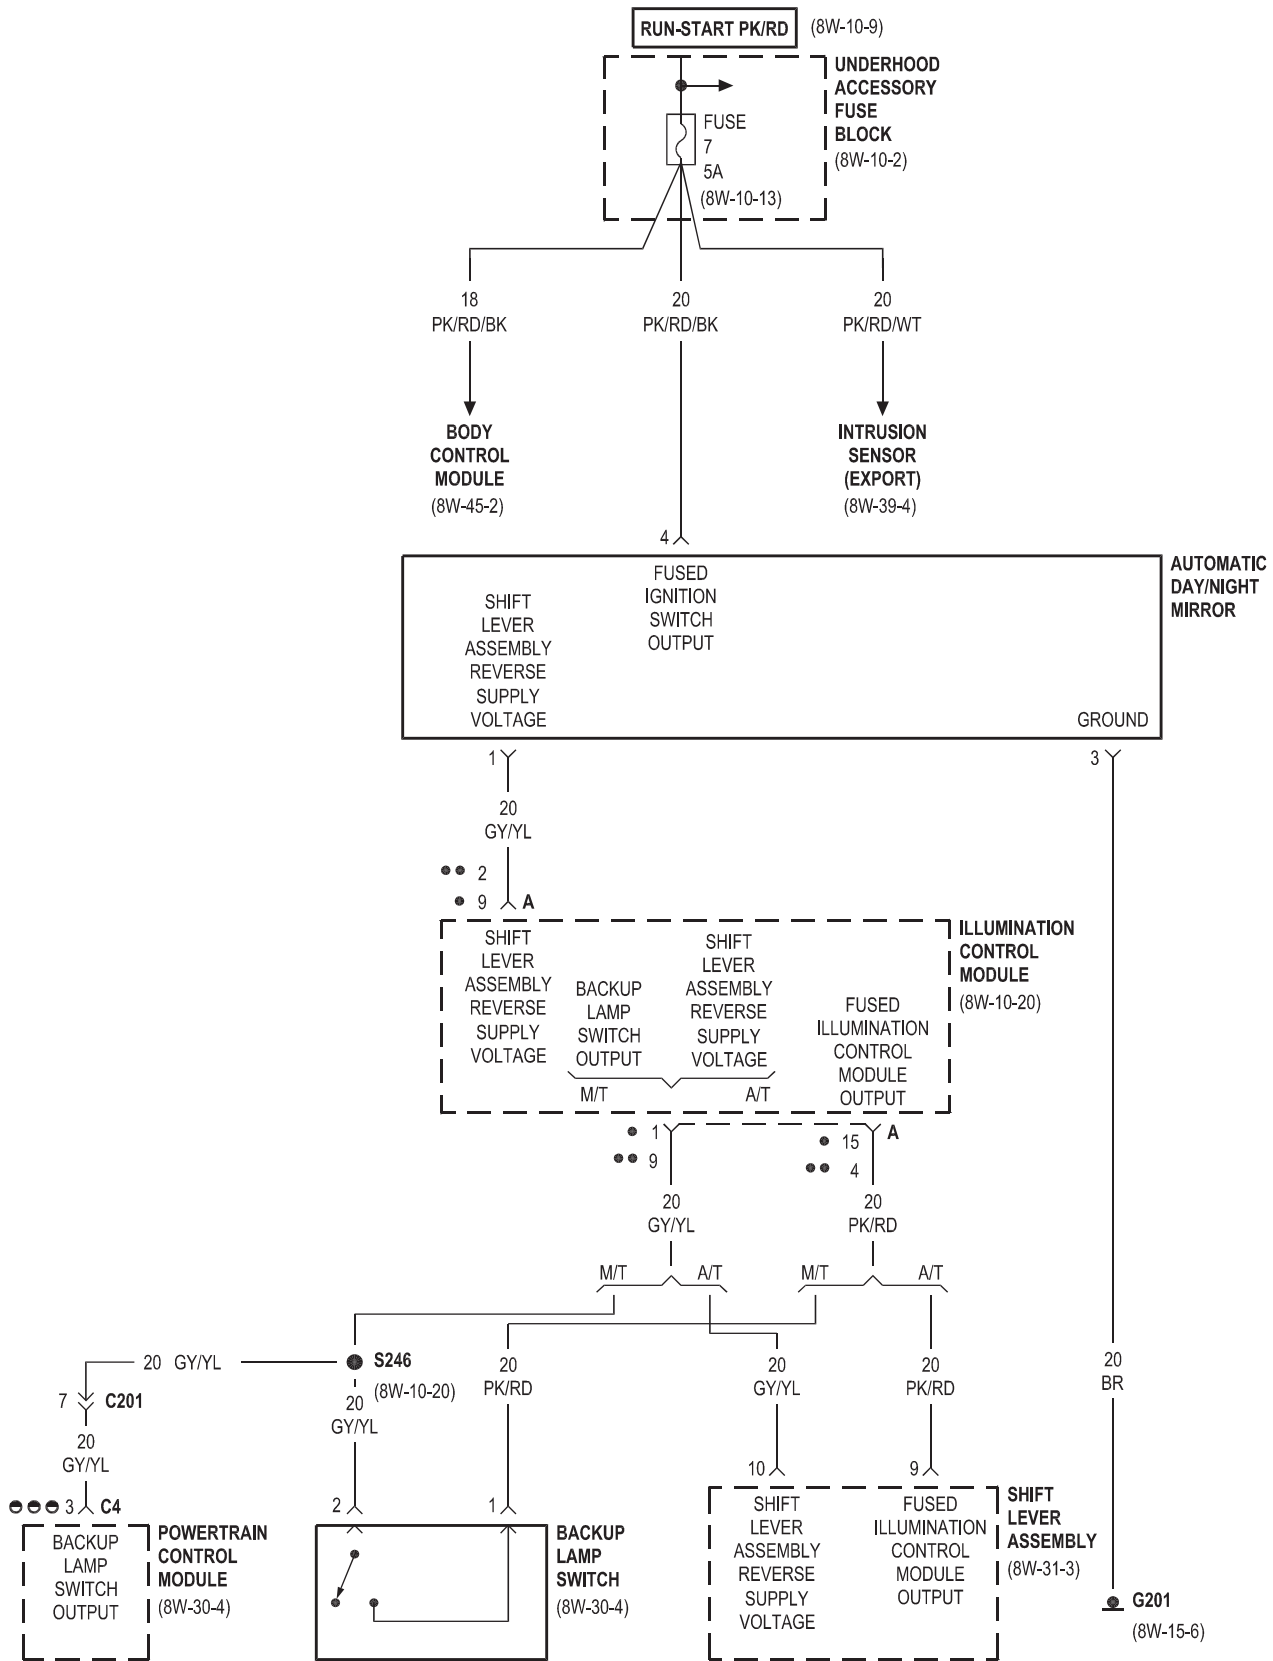 RUN-START PK/RD
(8W-10-9)
UNDERHOOD
ACCESSORY
FUSE
BLOCK
(8W-10-2)
FUSE
7
5A
(8W-10-13)
18
PK/RD/BK
20
PK/RD/BK
20
PK/RD/WT
BODY
CONTROL
MODULE
(8W-45-2)
INTRUSION
SENSOR
(EXPORT)
(8W-39-4)
4
AUTOMATIC
DAY/NIGHT
MIRROR
FUSED
IGNITION
SWITCH
OUTPUT
SHIFT
LEVER
ASSEMBLY
REVERSE
SUPPLY
VOLTAGE
GROUND
1
3
20
GY/YL
2
9
A
ILLUMINATION
CONTROL
MODULE
(8W-10-20)
SHIFT
LEVER
ASSEMBLY
REVERSE
SUPPLY
VOLTAGE
BACKUP
LAMP
SWITCH
OUTPUT
SHIFT
LEVER
ASSEMBLY
REVERSE
SUPPLY
VOLTAGE
FUSED
ILLUMINATION
CONTROL
MODULE
OUTPUT
M/T
A/T
1
9
15
4
A
20
GY/YL
20
PK/RD
M/T
A/T
M/T
A/T
20 GY/YL
S246
(8W-10-20)
20
PK/RD
20
GY/YL
20
PK/RD
20
BR
7
C201
20
GY/YL
20
GY/YL
10
9
3
C4
2
1
BACKUP
LAMP
SWITCH
OUTPUT
POWERTRAIN
CONTROL
MODULE
(8W-30-4)
BACKUP
LAMP
SWITCH
(8W-30-4)
SHIFT
LEVER
ASSEMBLY
REVERSE
SUPPLY
VOLTAGE
FUSED
ILLUMINATION
CONTROL
MODULE
OUTPUT
SHIFT
LEVER
ASSEMBLY
(8W-31-3)
G201
(8W-15-6)